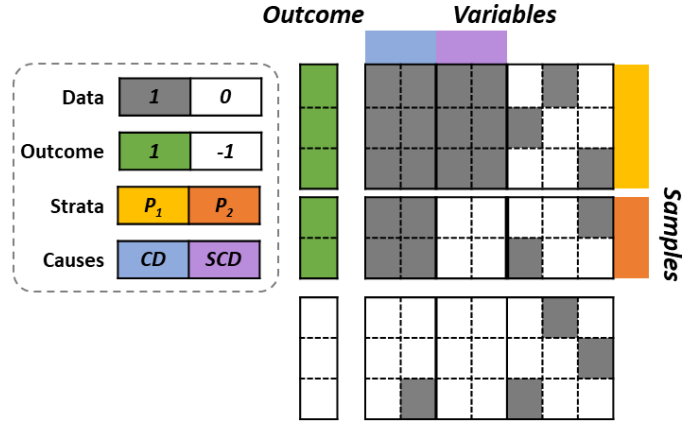 Outcome Variables
Data 1 0
Outcome 1 -1
Strata P1 P2
Causes CD SCD
Samples